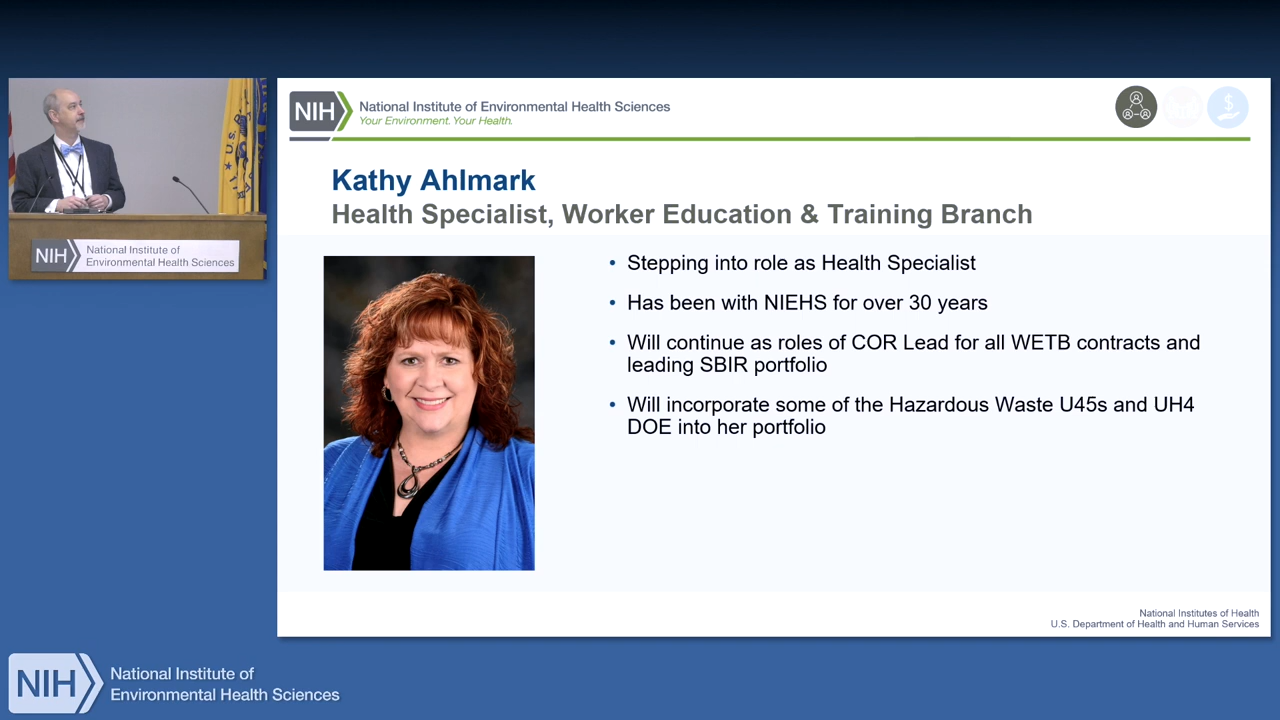 NIH
National Institute of
Environmental Health Sciences
U.S.
NIH
National Institute of Environmental Health Sciences
Your Environment. Your Health.
$
Kathy Ahlmark
Health Specialist, Worker Education & Training Branch
• Stepping into role as Health Specialist
• Has been with NIEHS for over 30 years
• Will continue as roles of COR Lead for all WETB contracts and
leading SBIR portfolio
• Will incorporate some of the Hazardous Waste U45s and UH4
DOE into her portfolio
National Institutes of Health
U.S. Department of Health and Human Services
NIH
National Institute of
Environmental Health Sciences